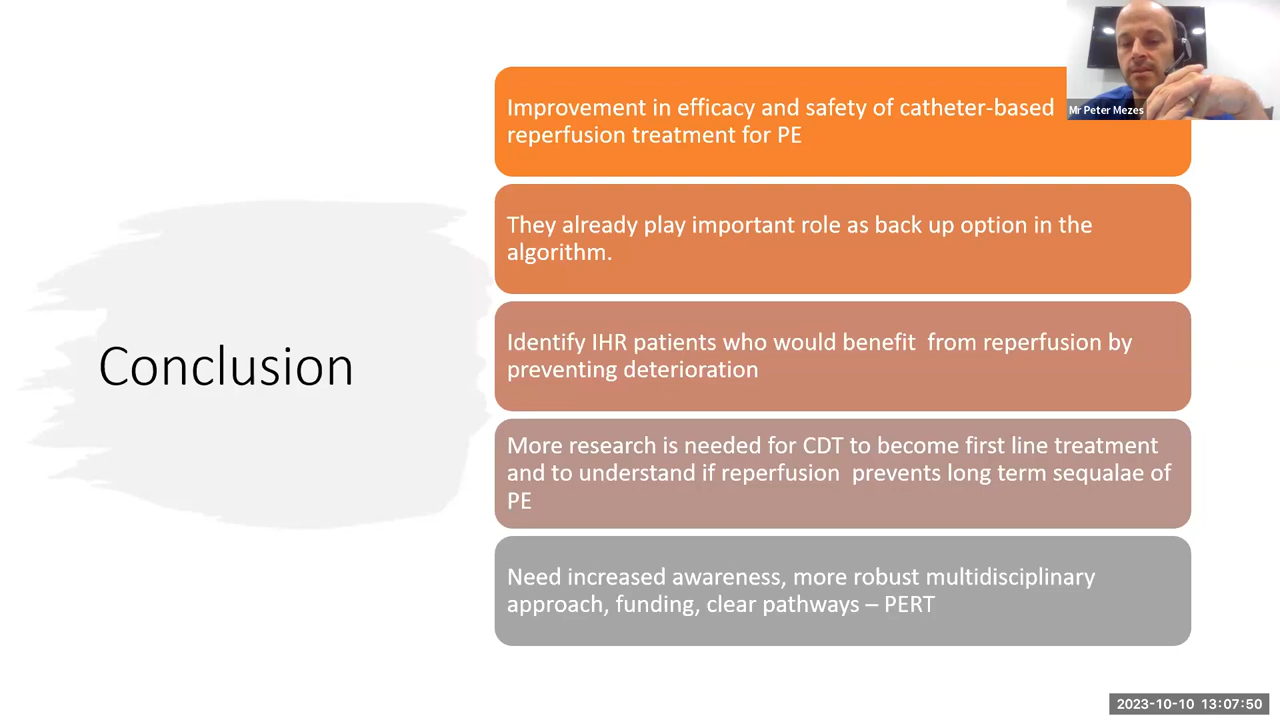 Mr Peter Mezes
Improvement in efficacy and safety of catheter-based
reperfusion treatment for PE
They already play important role as back up option in the
algorithm.
Conclusion
Identify IHR patients who would benefit  from reperfusion by
preventing deterioration
More research is needed for CDT to become first line treatment
and to understand if reperfusion  prevents long term sequalae of
PE
Need increased awareness, more robust multidisciplinary
approach, funding, clear pathways – PERT
2023-10-10 13:07:50